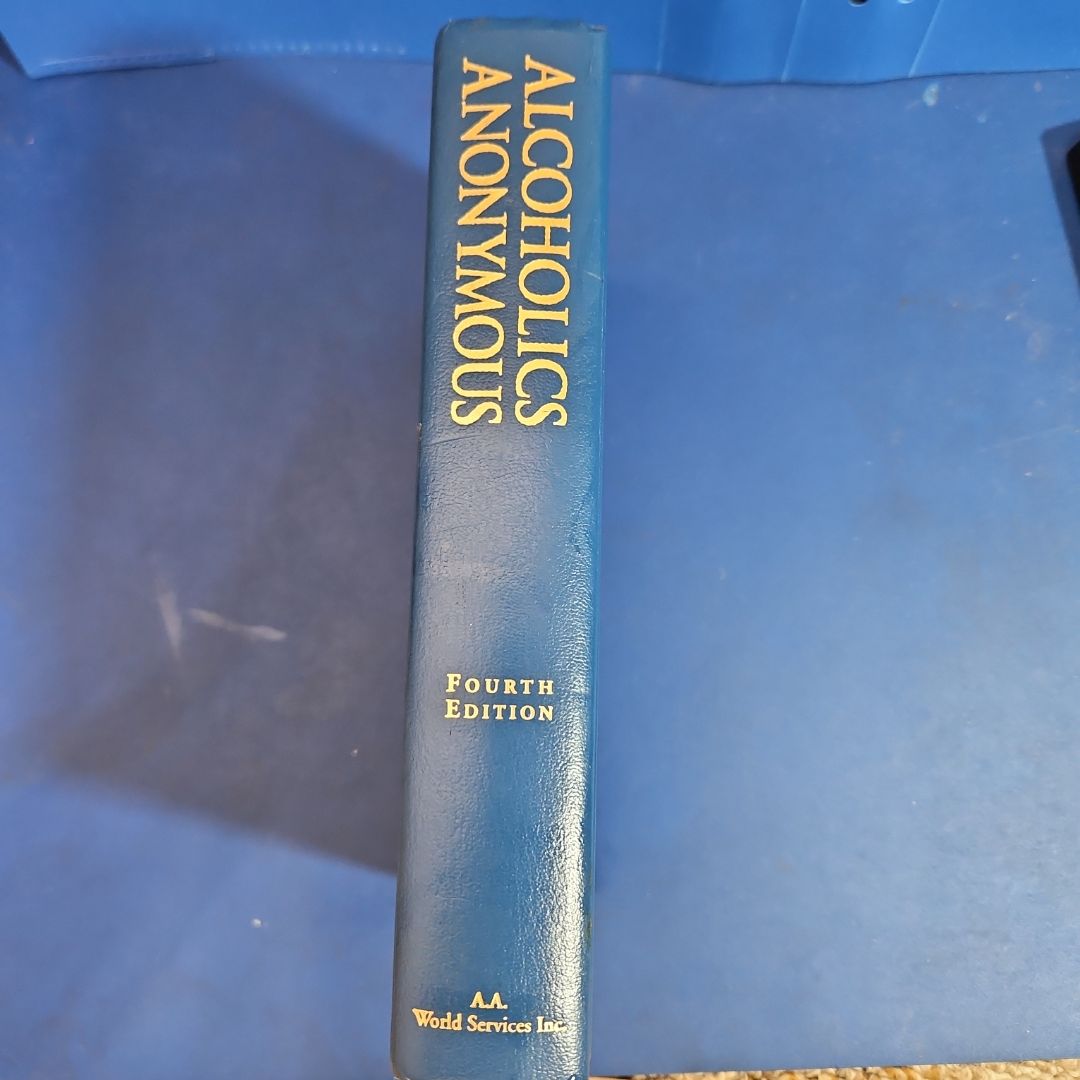 ALCOHOLICS
ANONYMOUS
FOURTH
EDITION
A.A.
World Services Inc.